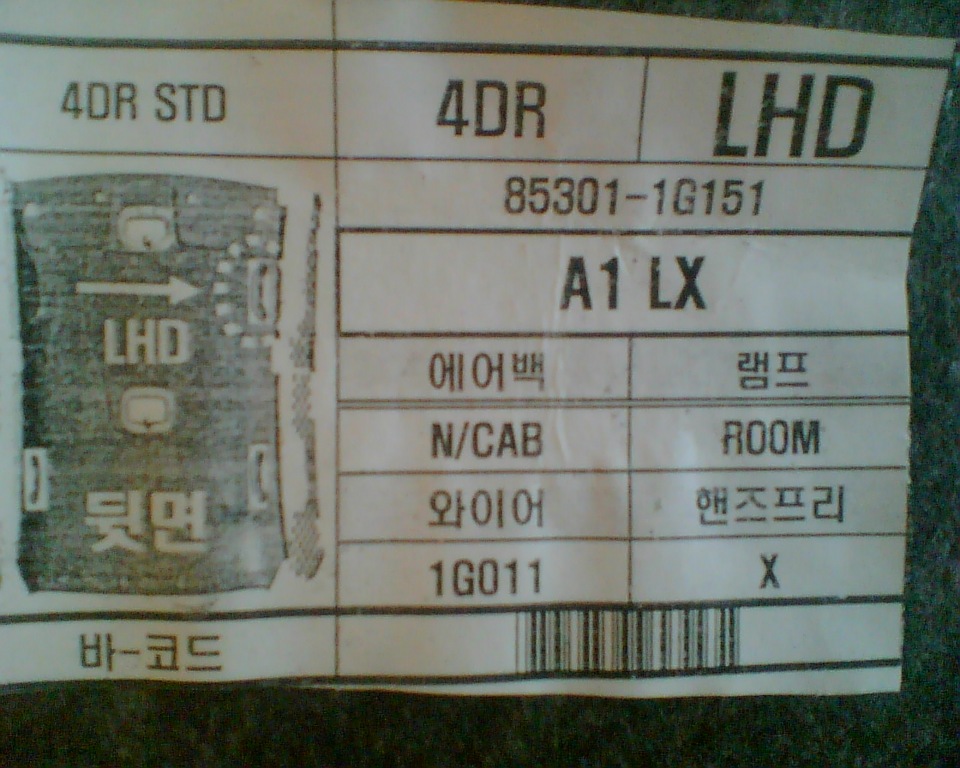 4DR STD
4DR LHD
85301-1G151
A1 LX
LHD
뒷면
에어백 램프
N/CAB ROOM
와이어 핸즈프리
1G011 X
바-코드